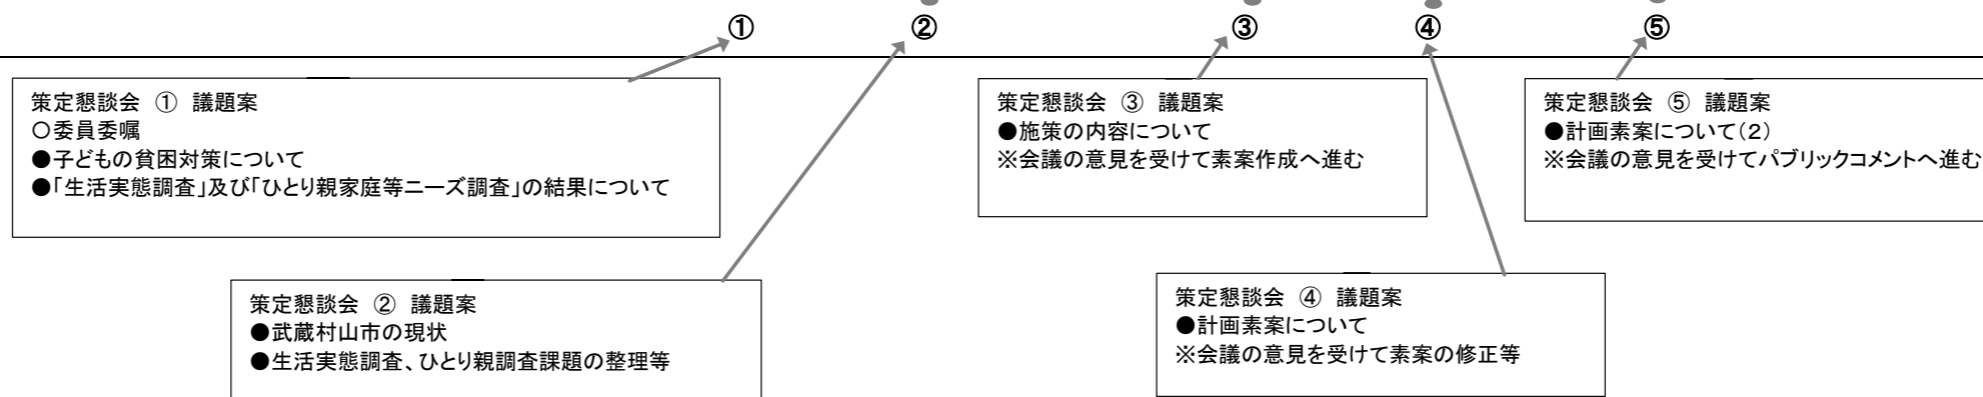 ① ② ③ ④ ⑤
策定懇談会 ① 議題案
○委員委嘱
●子どもの貧困対策について
●「生活実態調査」及び「ひとり親家庭等ニーズ調査」の結果について
策定懇談会 ② 議題案
●武蔵村山市の現状
●生活実態調査、ひとり親調査課題の整理等
策定懇談会 ③ 議題案
●施策の内容について
※会議の意見を受けて素案作成へ進む
策定懇談会 ④ 議題案
●計画素案について
※会議の意見を受けて素案の修正等
策定懇談会 ⑤ 議題案
●計画素案について(2)
※会議の意見を受けてパブリックコメントへ進む